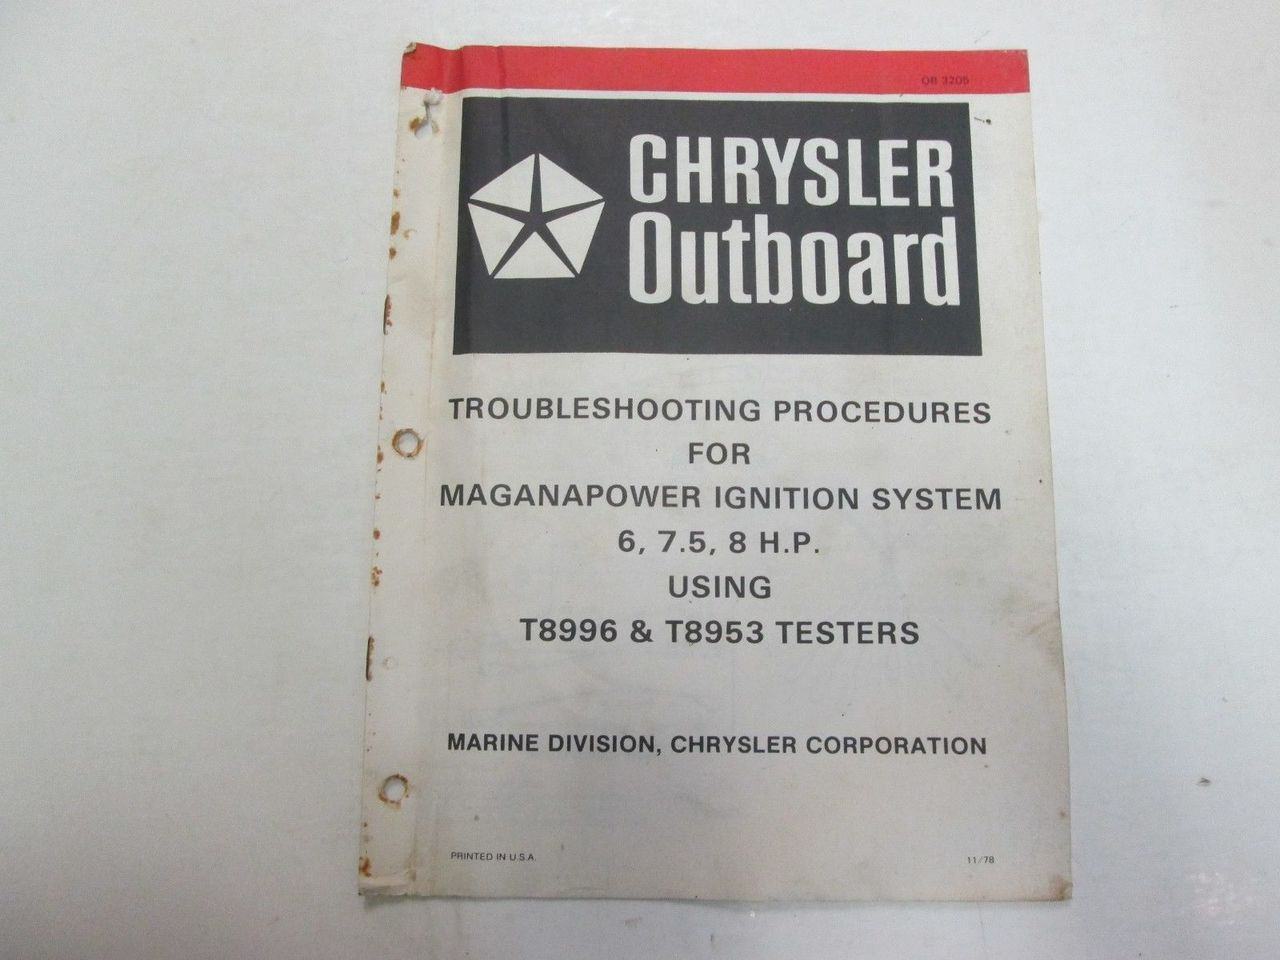 OB 3205
CHRYSLER
Outboard
TROUBLESHOOTING PROCEDURES
FOR
MAGANAPOWER IGNITION SYSTEM
6, 7.5, 8 H.P.
USING
T8996 & T8953 TESTERS
MARINE DIVISION, CHRYSLER CORPORATION
PRINTED IN U.S.A.
11/78